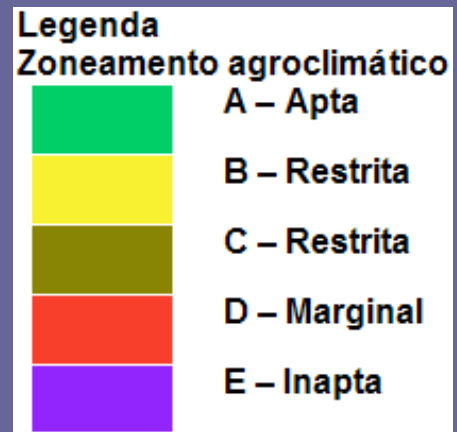 Legenda
Zoneamento agroclimático
A – Apta
B – Restrita
C – Restrita
D – Marginal
E – Inapta